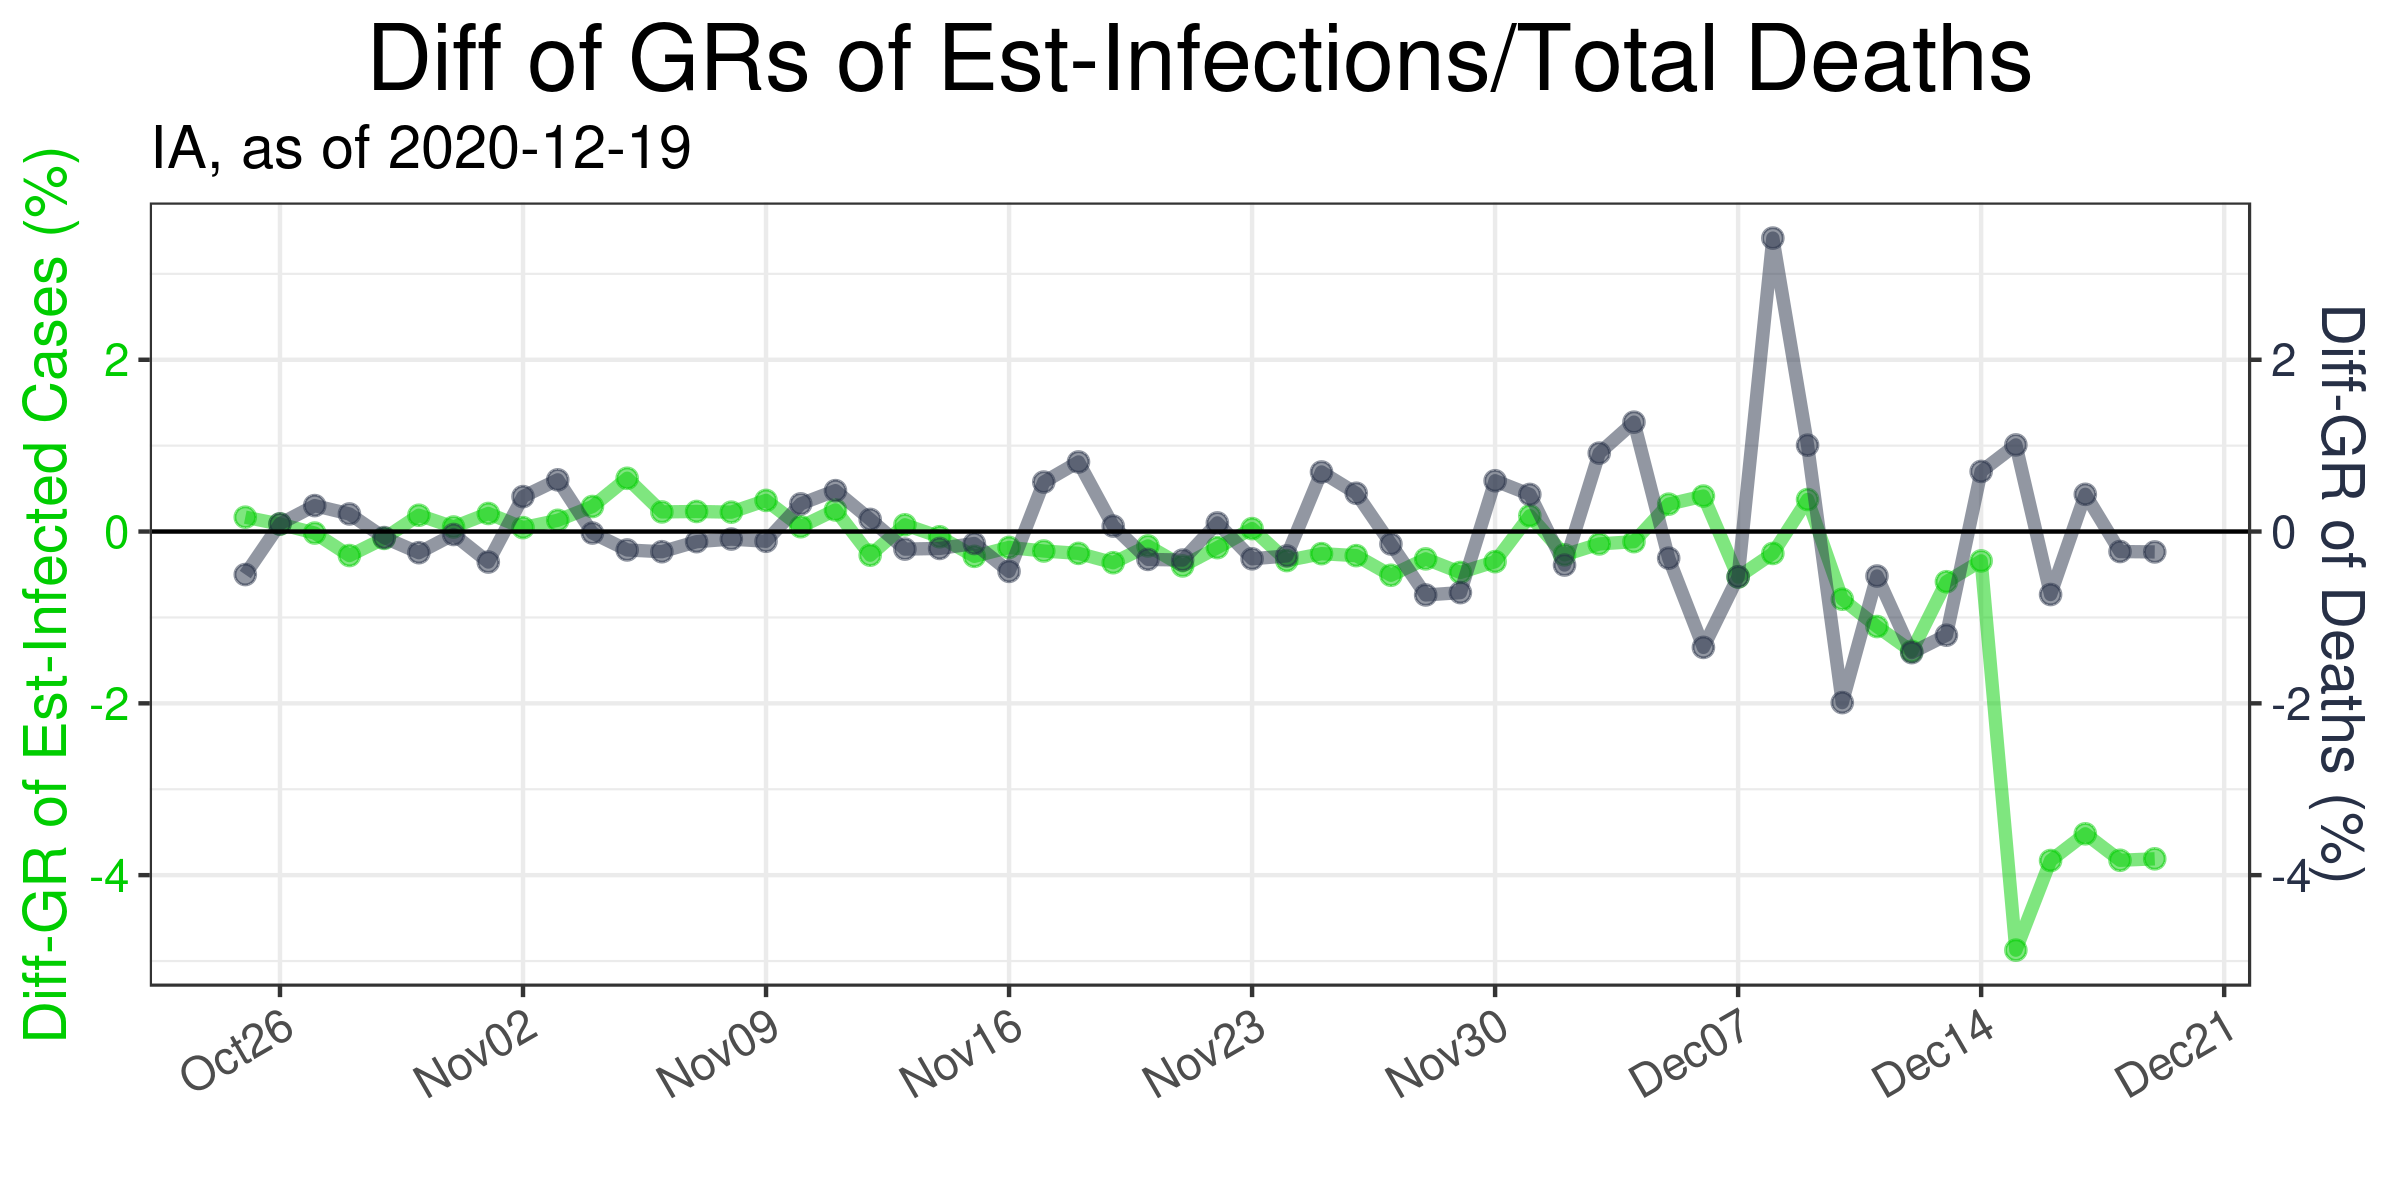 Diff of GRs of Est-Infections/Total Deaths
IA, as of 2020-12-19
Diff-GR of Est-Infected Cases (%)
2
0
-2
-4
2
0
-2
-4
Diff-GR of Deaths (%)
Oct26
Nov02
Nov09
Nov16
Nov23
Nov30
Dec07
Dec14
Dec21